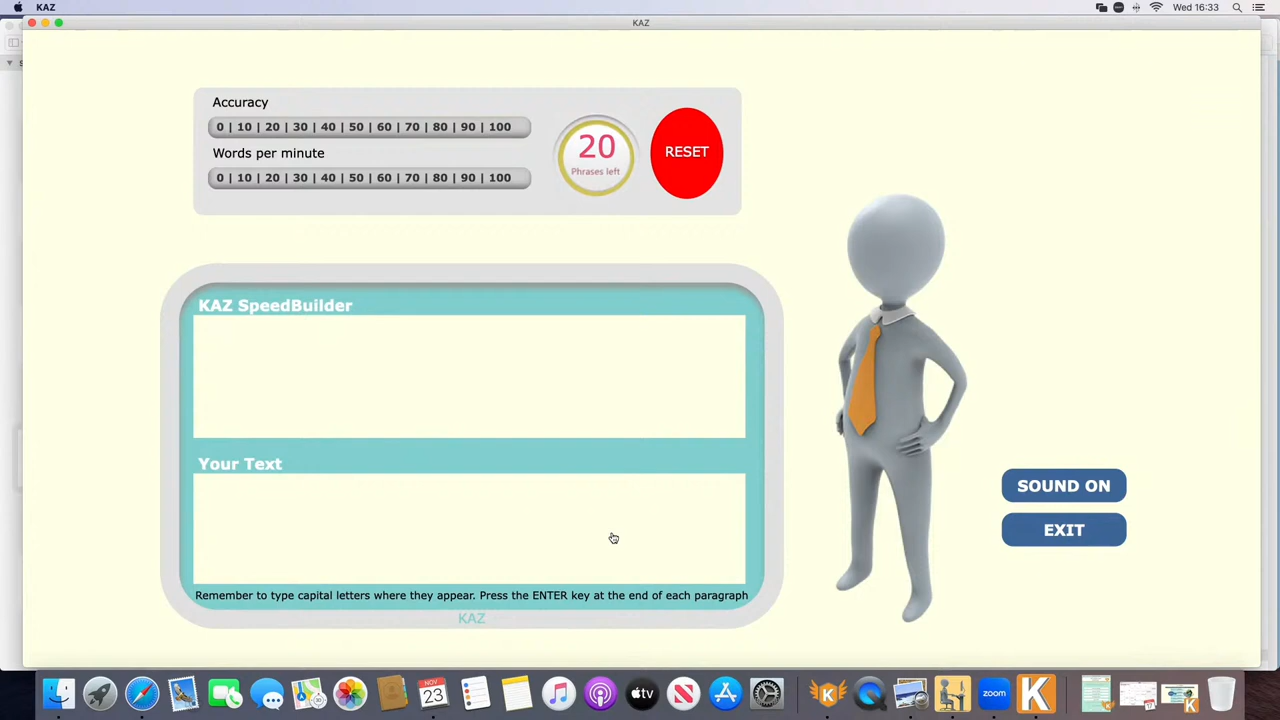 KAZ
Wed 16:33
KAZ
Accuracy
0 | 10 | 20 | 30 | 40 | 50 | 60 | 70 | 80 | 90 | 100
Words per minute
0 | 10 | 20 | 30 | 40 | 50 | 60 | 70 | 80 | 90 | 100
20
Phrases left
RESET
KAZ SpeedBuilder
Your Text
SOUND ON
EXIT
Remember to type capital letters where they appear. Press the ENTER key at the end of each paragraph
KAZ
NOV
23
tv
zoom
K